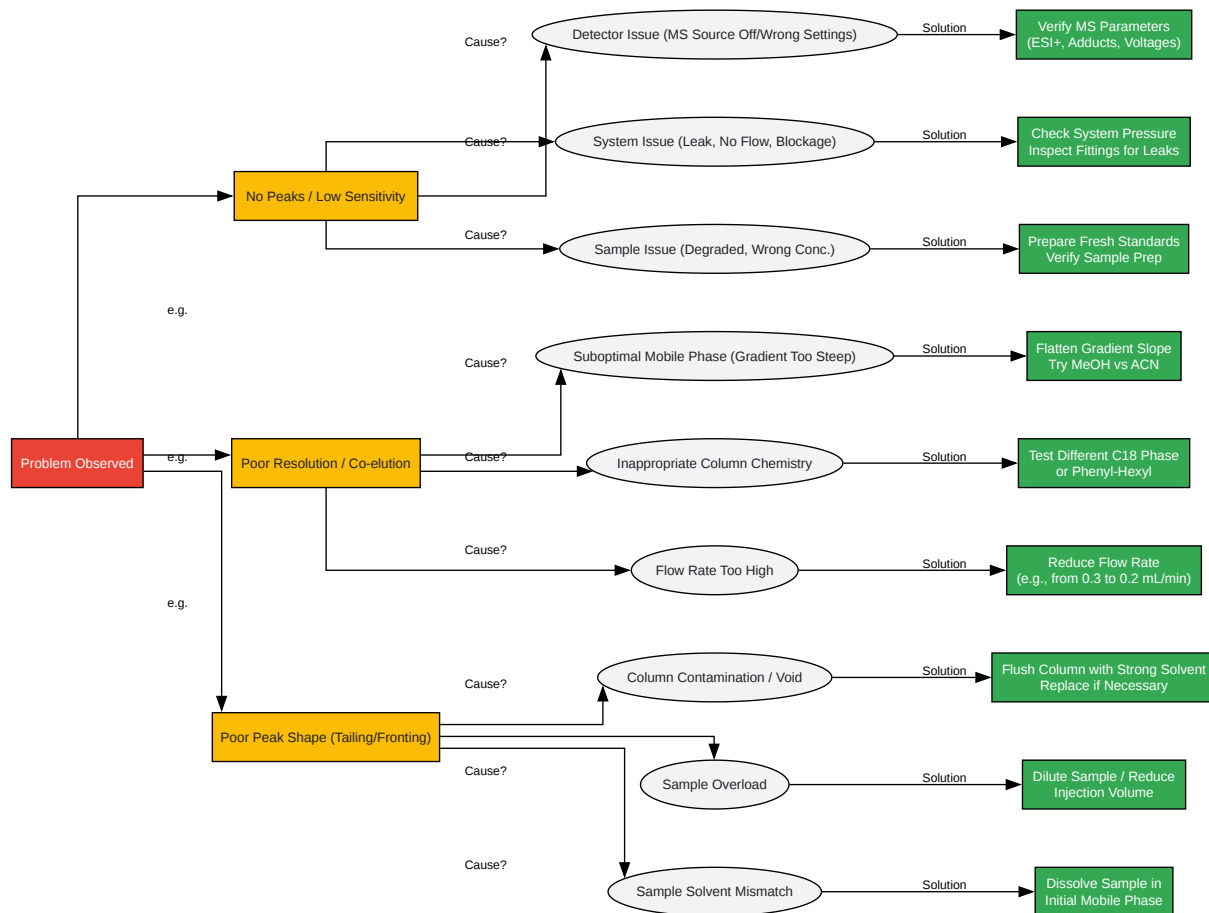 Cause?
Detector Issue (MS Source Off/Wrong Settings)
Solution
Verify MS Parameters
(ESI+, Adducts, Voltages)
Cause?
System Issue (Leak, No Flow, Blockage)
Solution
Check System Pressure
Inspect Fittings for Leaks
No Peaks / Low Sensitivity
Cause?
Sample Issue (Degraded, Wrong Conc.)
Solution
Prepare Fresh Standards
Verify Sample Prep
e.g.
Cause?
Suboptimal Mobile Phase (Gradient Too Steep)
Solution
Flatten Gradient Slope
Try MeOH vs ACN
Problem Observed
e.g.
Poor Resolution / Co-elution
Cause?
Inappropriate Column Chemistry
Solution
Test Different C18 Phase
or Phenyl-Hexyl
Cause?
Flow Rate Too High
Solution
Reduce Flow Rate
(e.g., from 0.3 to 0.2 mL/min)
e.g.
Cause?
Column Contamination / Void
Solution
Flush Column with Strong Solvent
Replace if Necessary
Poor Peak Shape (Tailing/Fronting)
Cause?
Sample Overload
Solution
Dilute Sample / Reduce
Injection Volume
Cause?
Sample Solvent Mismatch
Solution
Dissolve Sample in
Initial Mobile Phase